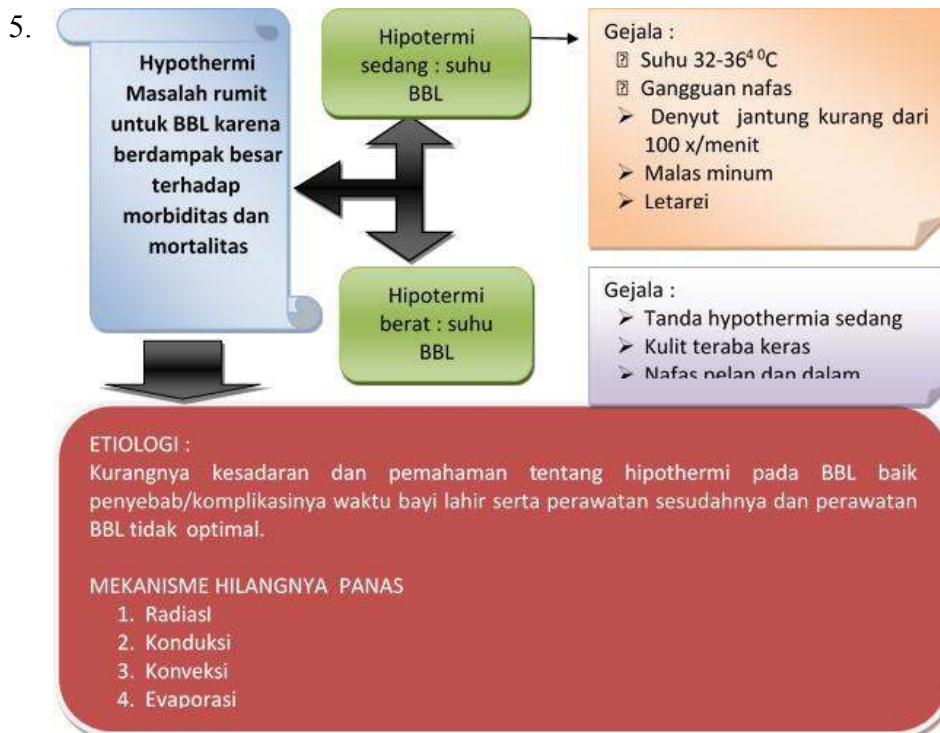 5.
Hypothermi
Masalah rumit
untuk BBL karena
berdampak besar
terhadap
morbiditas dan
mortalitas
Hipotermi
sedang : suhu
BBL
Gejala :
Suhu 32-36⁴ ⁰C
Gangguan nafas
➢ Denyut jantung kurang dari
100 x/menit
➢ Malas minum
➢ Letargi
Hipotermi
berat : suhu
BBL
Gejala :
➢ Tanda hypothermia sedang
➢ Kulit teraba keras
➢ Nafas pelan dan dalam
ETIOLOGI :
Kurangnya kesadaran dan pemahaman tentang hipothermi pada BBL baik
penyebab/komplikasinya waktu bayi lahir serta perawatan sesudahnya dan perawatan
BBL tidak optimal.
MEKANISME HILANGNYA PANAS
1. RadiasI
2. Konduksi
3. Konveksi
4. Evaporasi